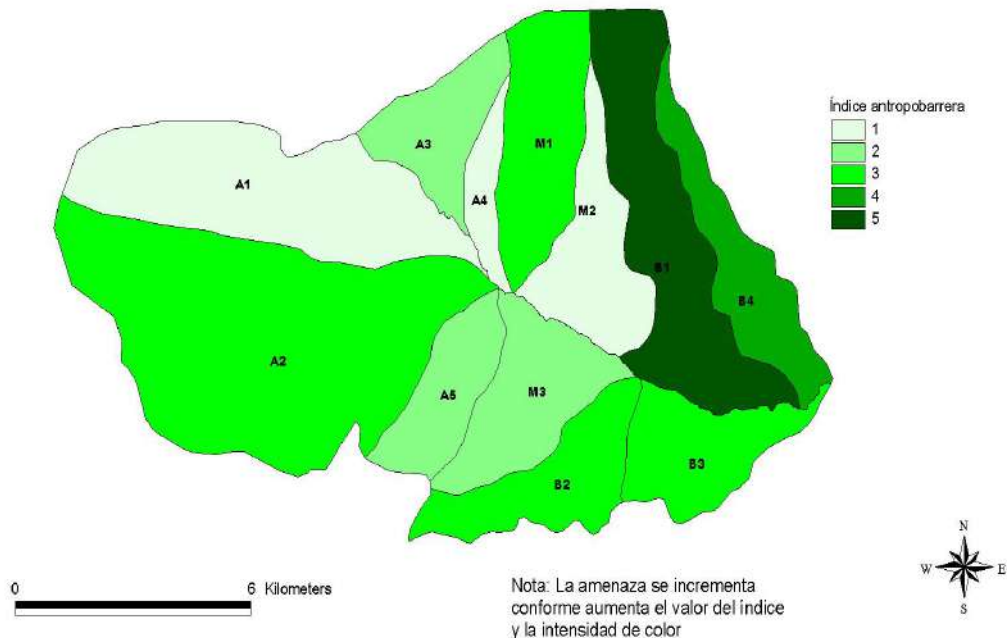 A3
M1
A1
A4
M2
B1
B4
A2
A5
M3
B2
B3
Índice antropobarrera
1
2
3
4
5
0 6 Kilometers
Nota: La amenaza se incrementa
conforme aumenta el valor del índice
y la intensidad de color
N
W E
S